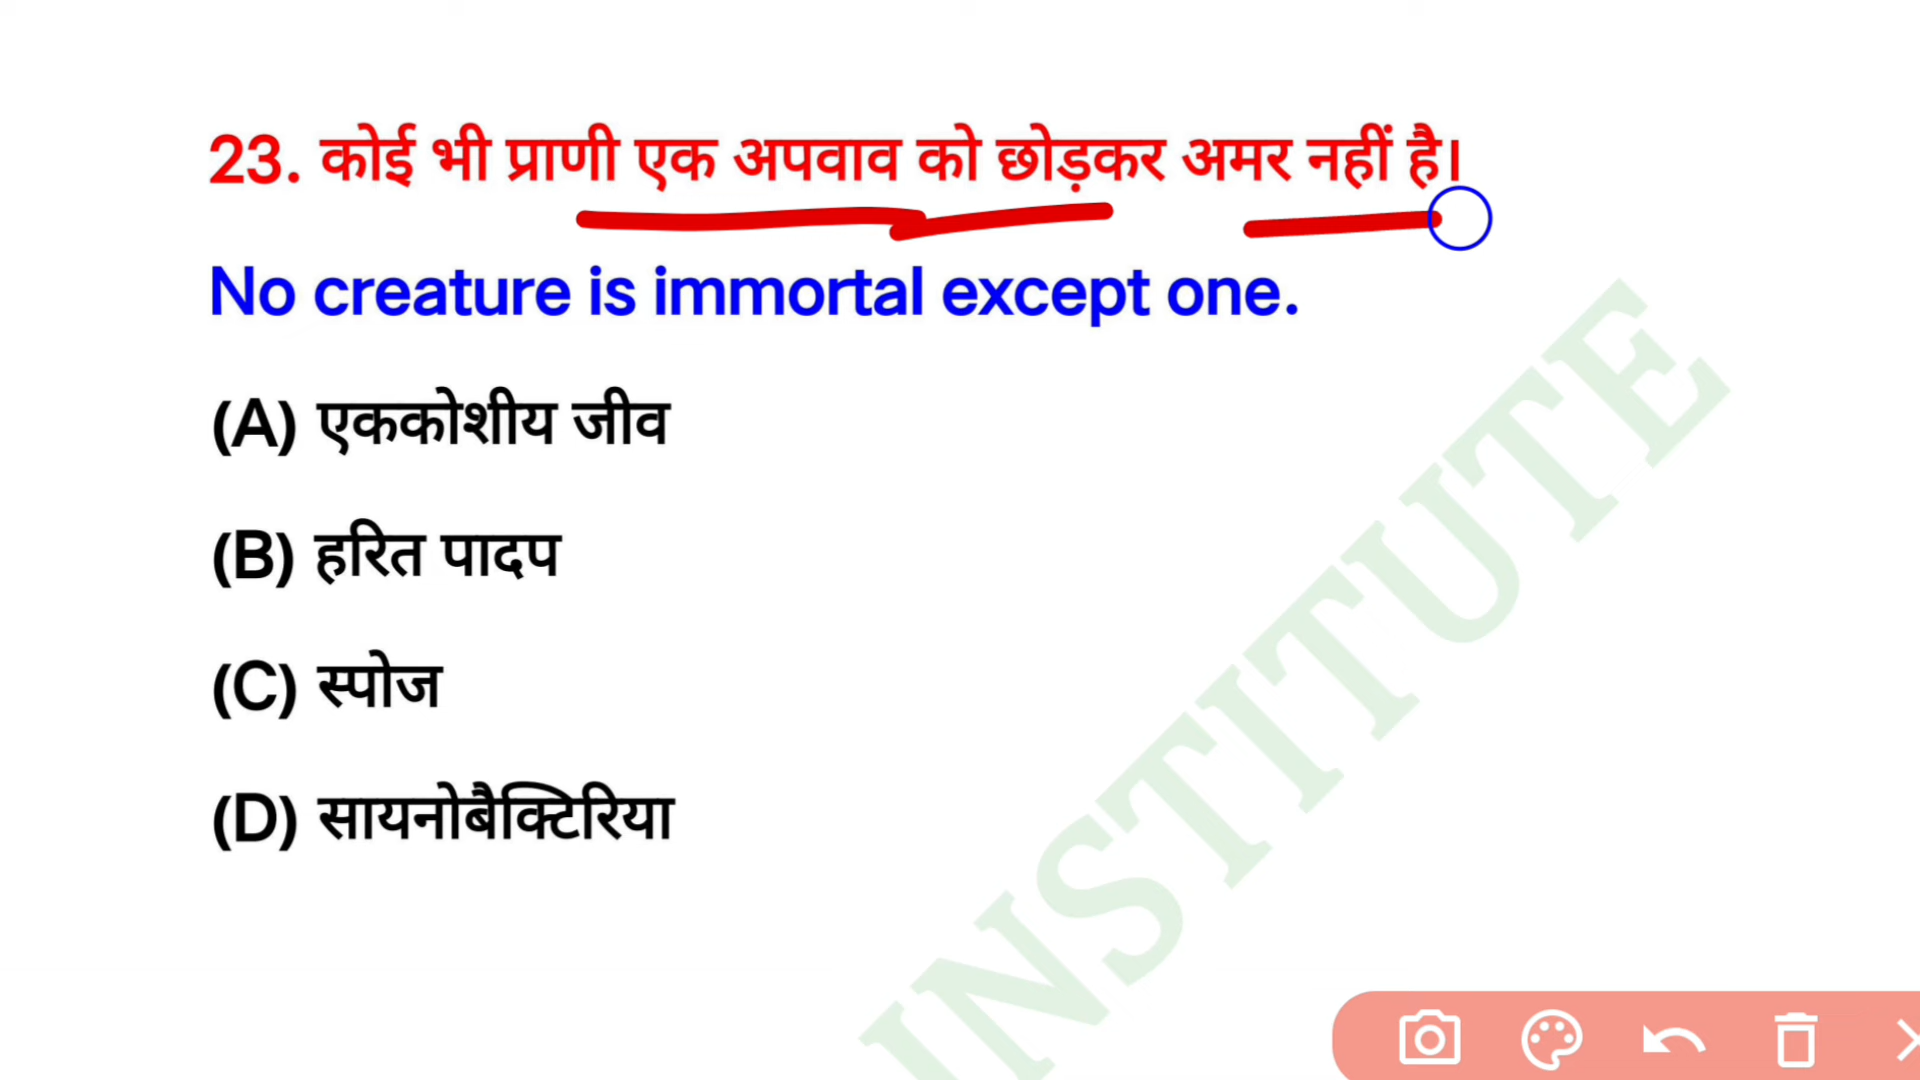 23. कोई भी प्राणी एक अपवाव को छोड़कर अमर नहीं है।
No creature is immortal except one.
(A) एककोशीय जीव
(B) हरित पादप
(C) स्पोज
(D) सायनोबैक्टिरिया
INSTITUTE